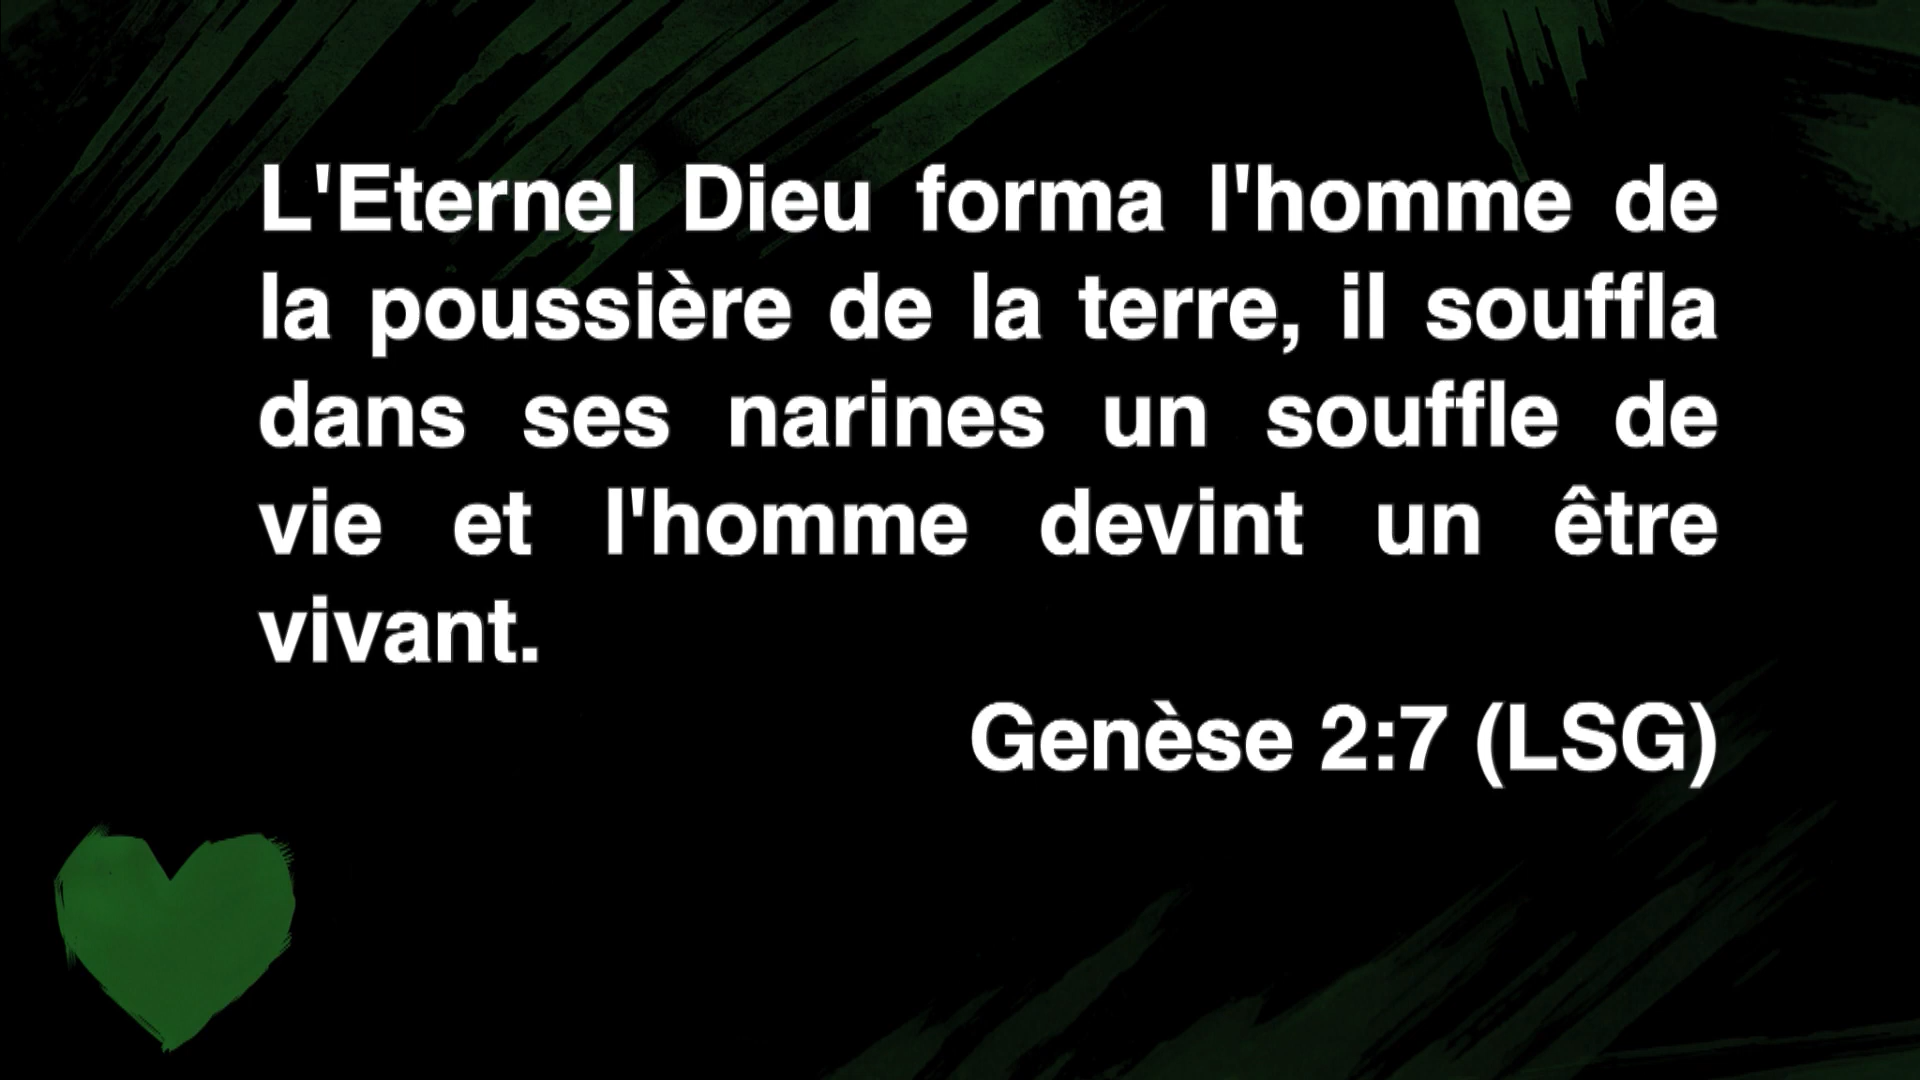 L'Eternel Dieu forma l'homme de
la poussière de la terre, il souffla
dans ses narines un souffle de
vie et l'homme devint un être
vivant.
Genèse 2:7 (LSG)